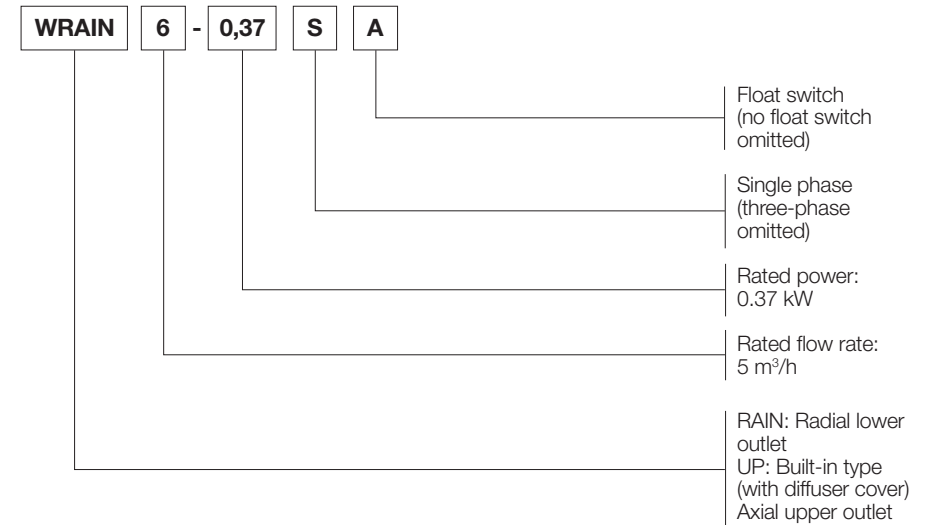 WRAIN 6 - 0,37 S A
Float switch
(no float switch
omitted)
Single phase
(three-phase
omitted)
Rated power:
0.37 kW
Rated flow rate:
5 m³/h
RAIN: Radial lower
outlet
UP: Built-in type
(with diffuser cover)
Axial upper outlet